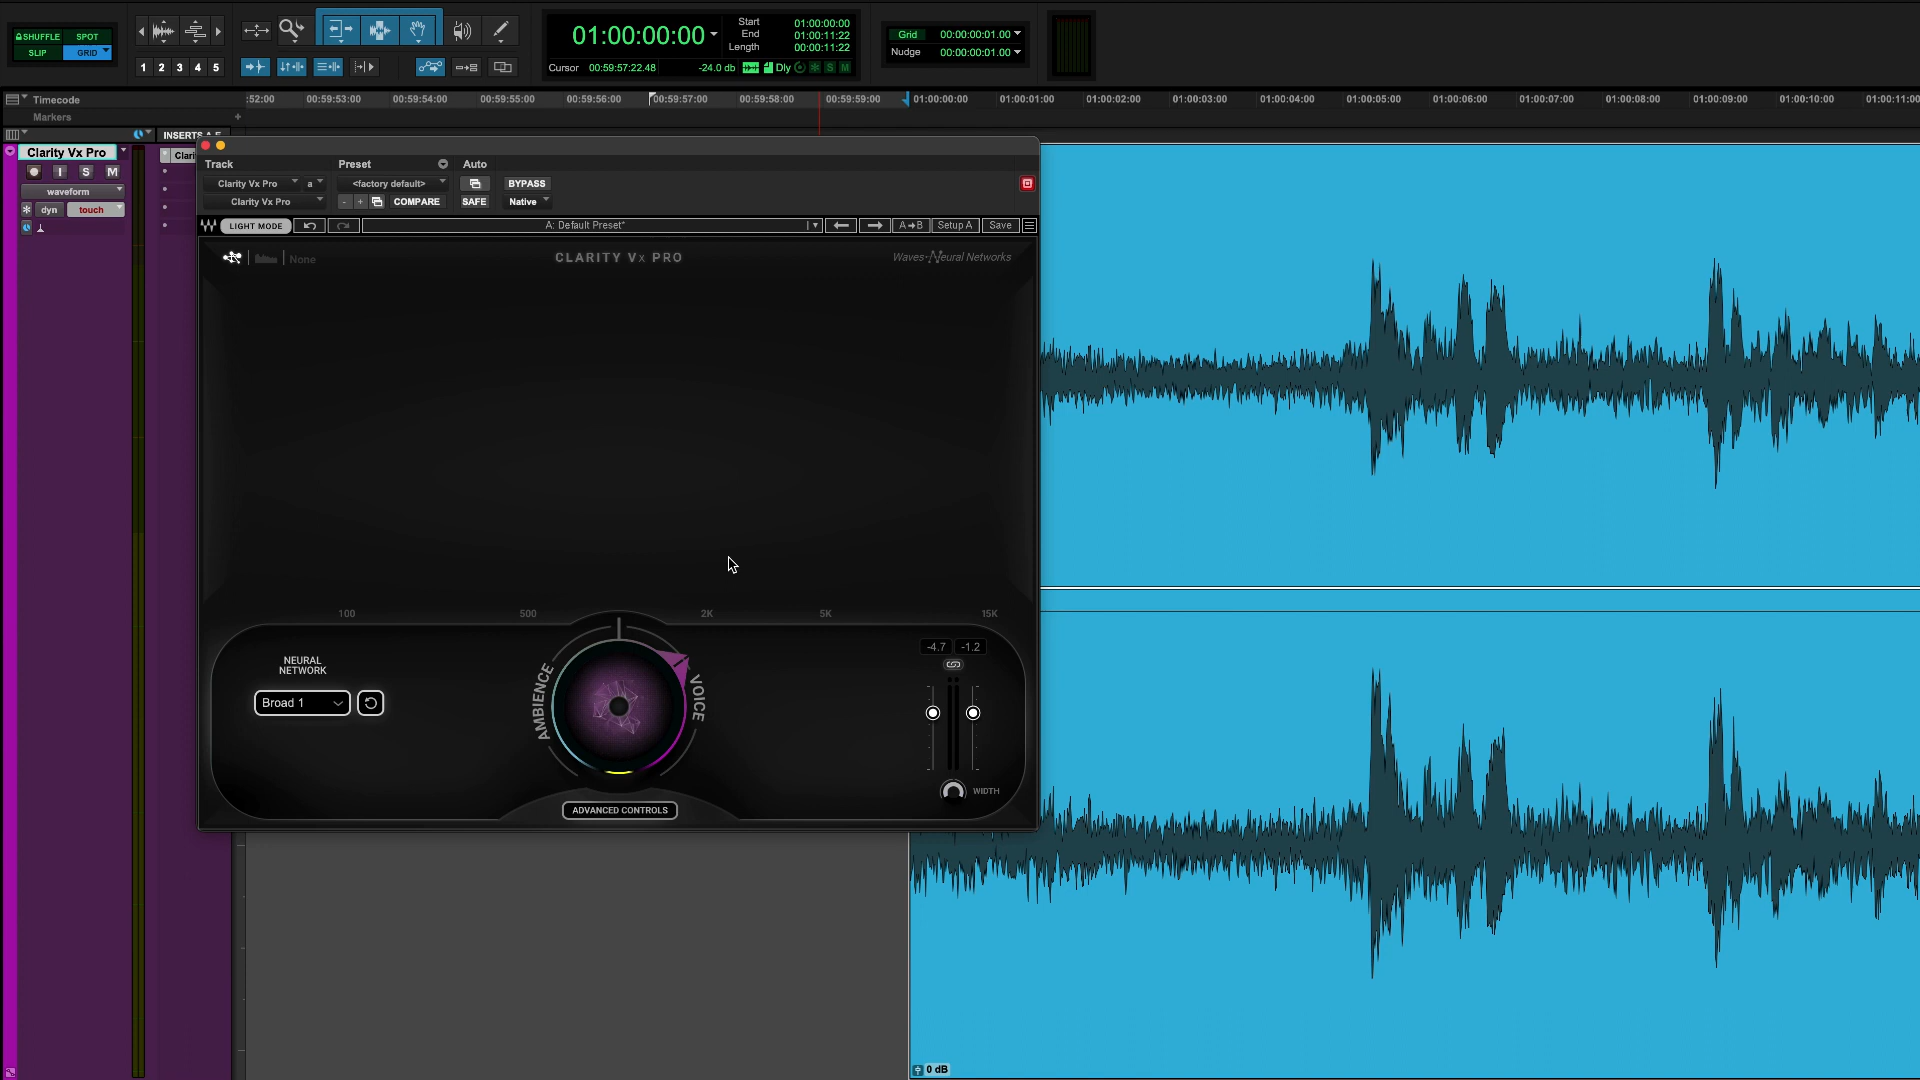 SHUFFLE SPOT
SLIP GRID
1 2 3 4 5
01:00:00:00
Start 01:00:00:00
End 01:00:11:22
Length 00:00:11:22
Cursor 00:59:57:22.48 -24.0 db Dly S M
Grid 00:00:00:01.00
Nudge 00:00:00:01.00
Timecode
:52:00 00:59:53:00 00:59:54:00 00:59:55:00 00:59:56:00 00:59:57:00 00:59:58:00 00:59:59:00 01:00:00:00 01:00:01:00 01:00:02:00 01:00:03:00 01:00:04:00 01:00:05:00 01:00:06:00 01:00:07:00 01:00:08:00 01:00:09:00 01:00:10:00 01:00:11:00
Markers +
INSERTS A-E
Clarity Vx Pro
Clari
I S M
waveform
dyn touch
Track Preset Auto
Clarity Vx Pro a <factory default> BYPASS
Clarity Vx Pro - + COMPARE SAFE Native
LIGHT MODE A: Default Preset* A➔B Setup A Save
None CLARITY Vx PRO Waves Neural Networks
100 500 2K 5K 15K
NEURAL
NETWORK
Broad 1
AMBIENCE
VOICE
-4.7 -1.2
WIDTH
ADVANCED CONTROLS
0 dB